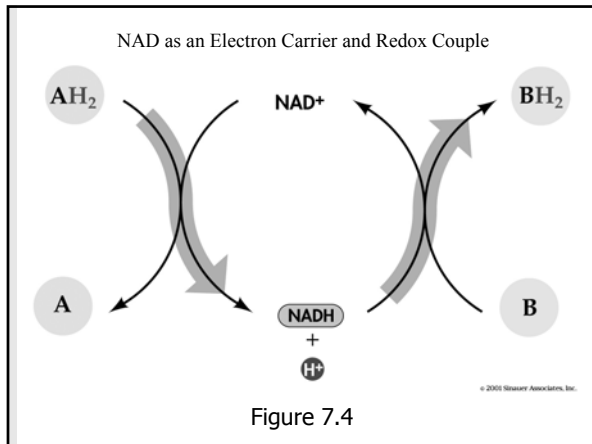 NAD as an Electron Carrier and Redox Couple
AH₂
NAD⁺
BH₂
A
NADH
B
+
H⁺
© 2001 Sinauer Associates, Inc.
Figure 7.4